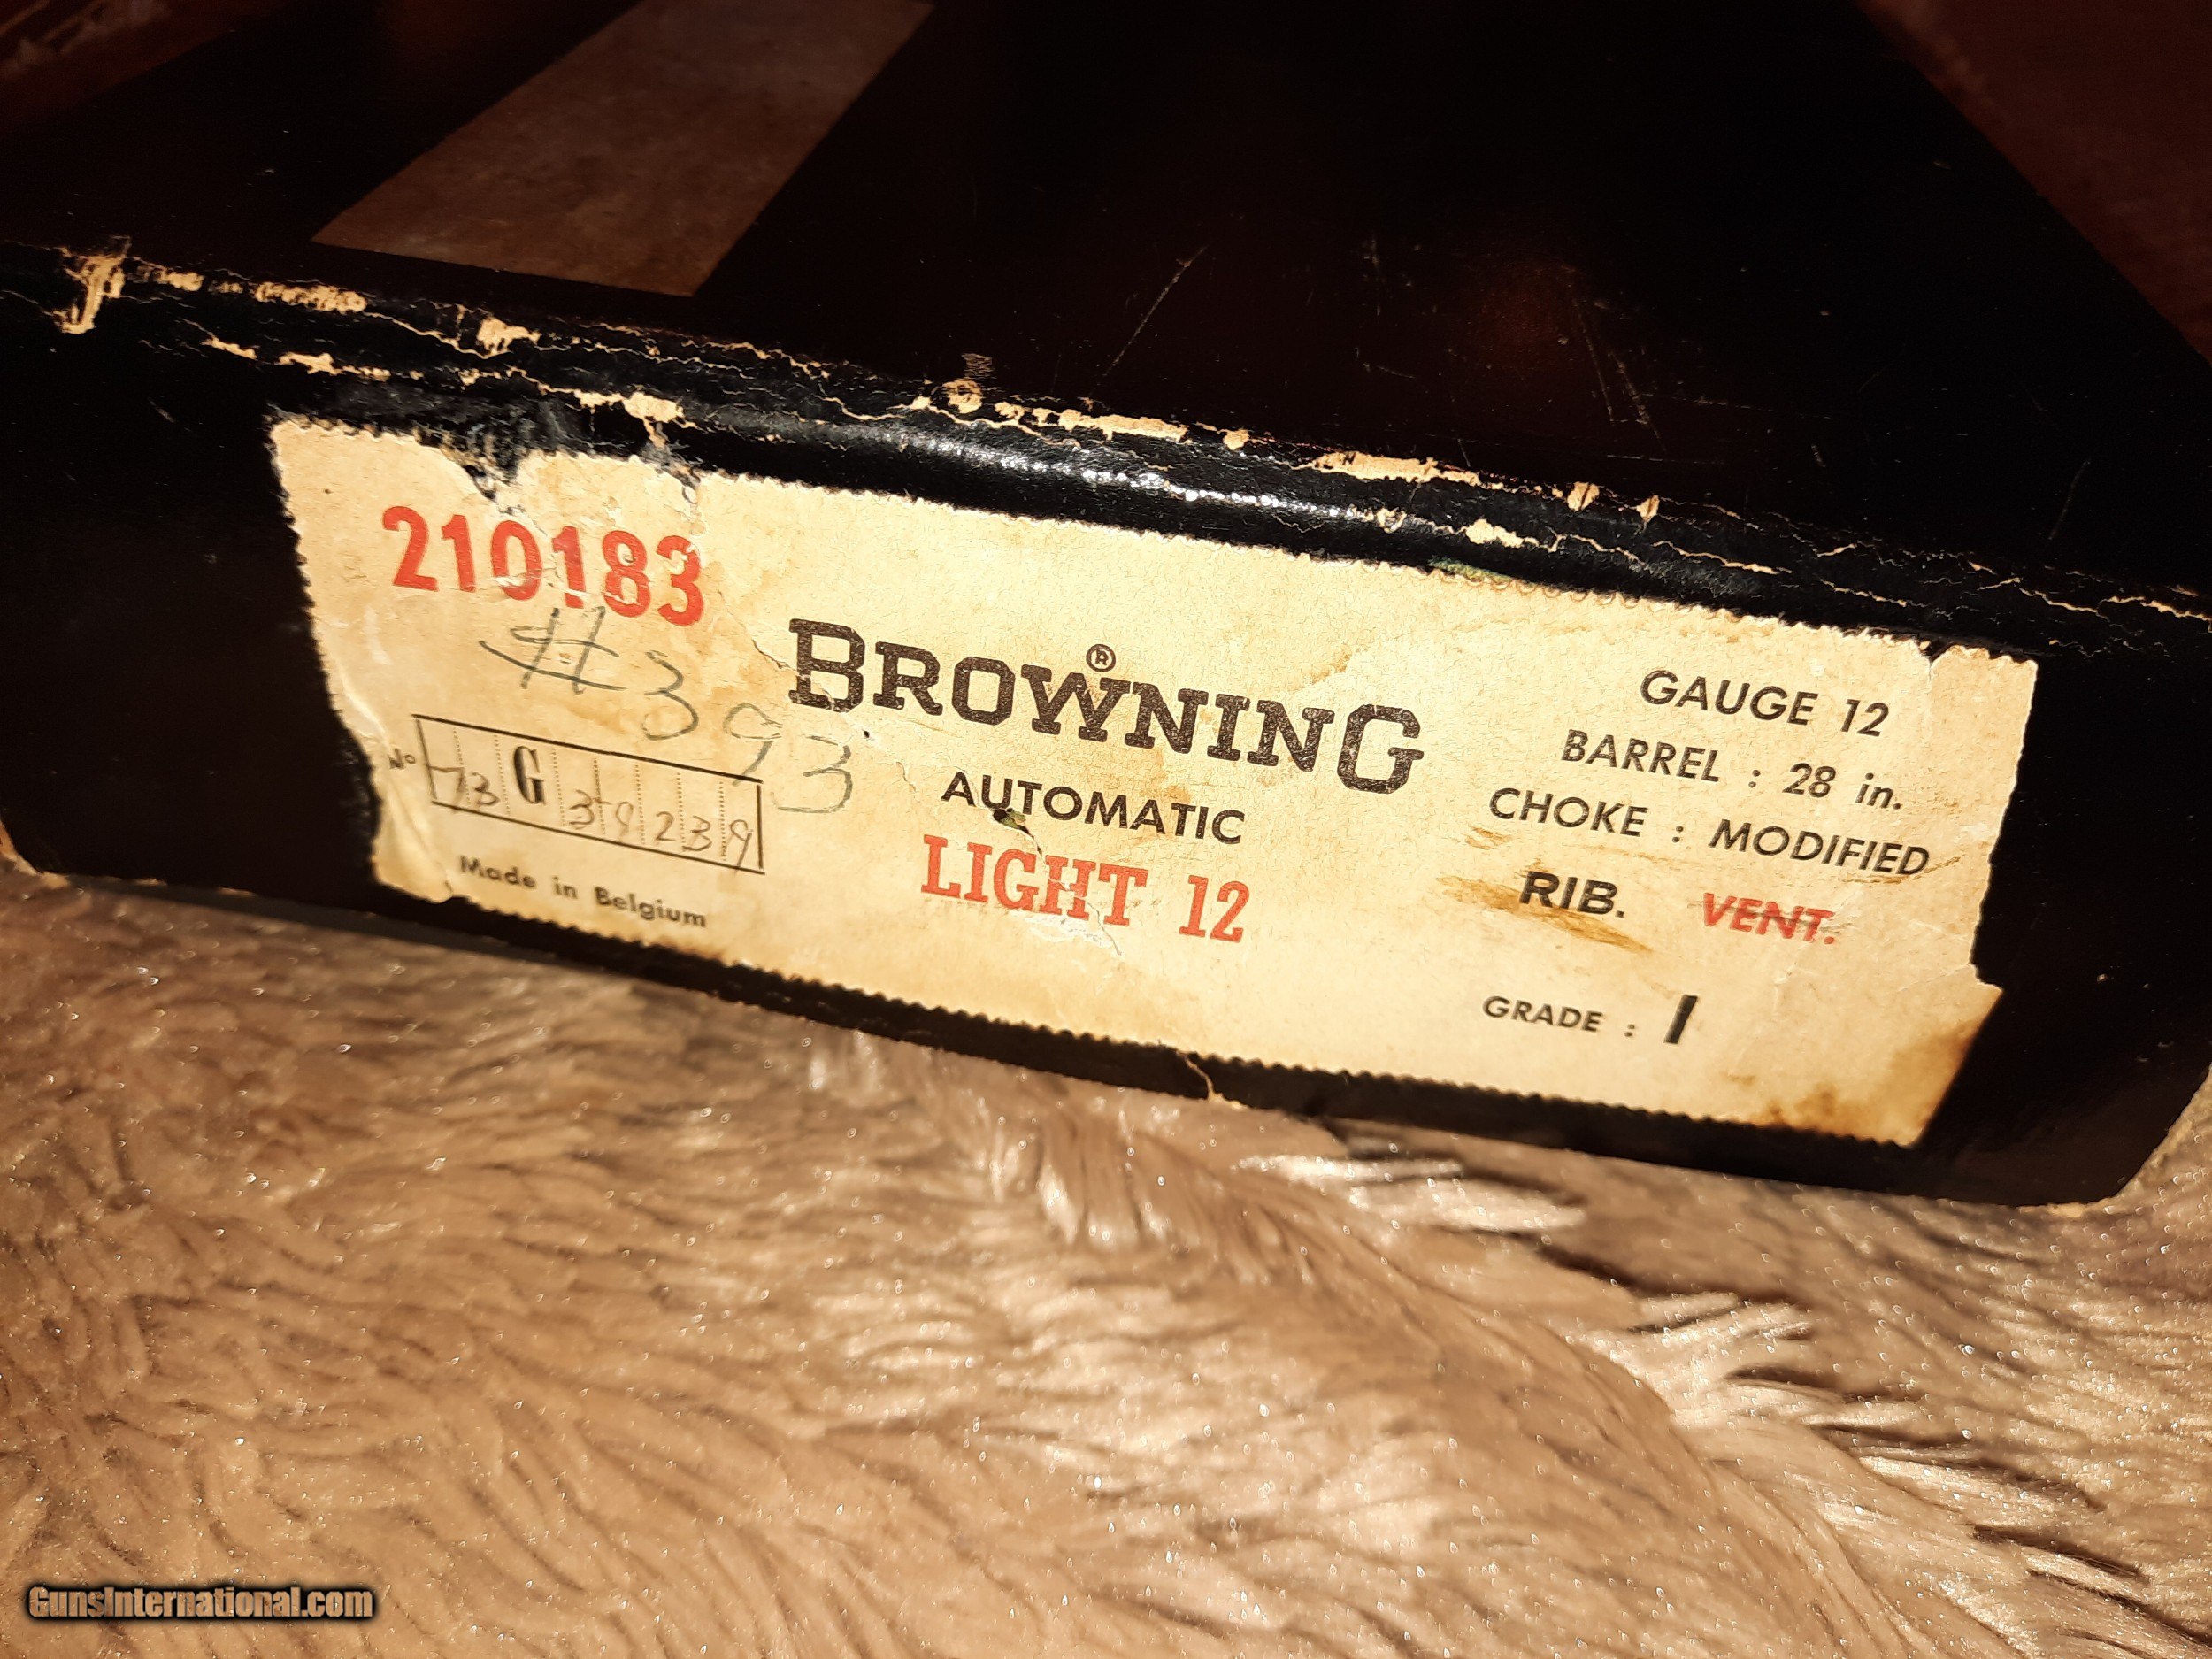 210183
#393
BROWNING®
AUTOMATIC
LIGHT 12
No 73 G 39239
Made in Belgium
GAUGE 12
BARREL : 28 in.
CHOKE : MODIFIED
RIB. VENT.
GRADE : I
GunsInternational.com